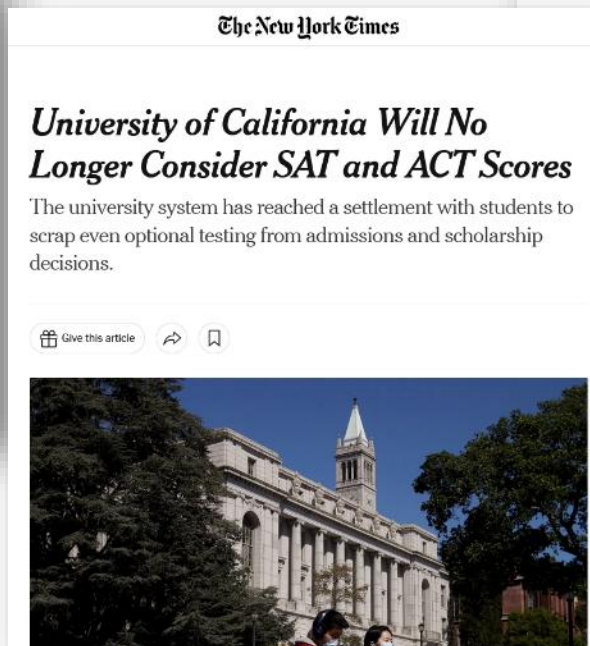 The New York Times
University of California Will No
Longer Consider SAT and ACT Scores
The university system has reached a settlement with students to
scrap even optional testing from admissions and scholarship
decisions.
Give this article